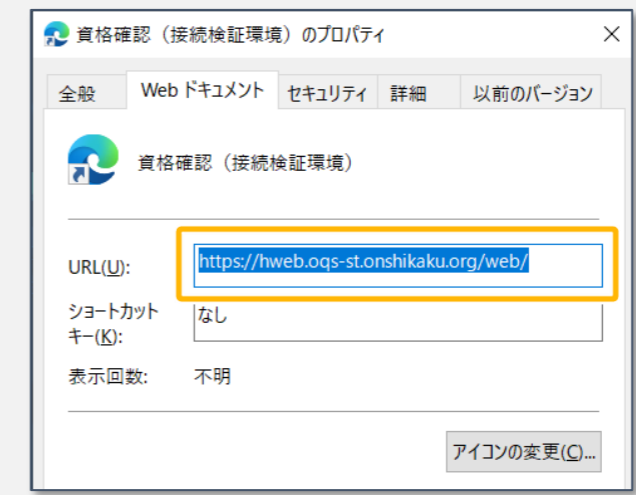 資格確認（接続検証環境）のプロパティ
全般 Web ドキュメント セキュリティ 詳細 以前のバージョン
資格確認（接続検証環境）
URL(U): https://hweb.oqs-st.onshikaku.org/web/
ショートカット
キー(K): なし
表示回数: 不明
アイコンの変更(C)...